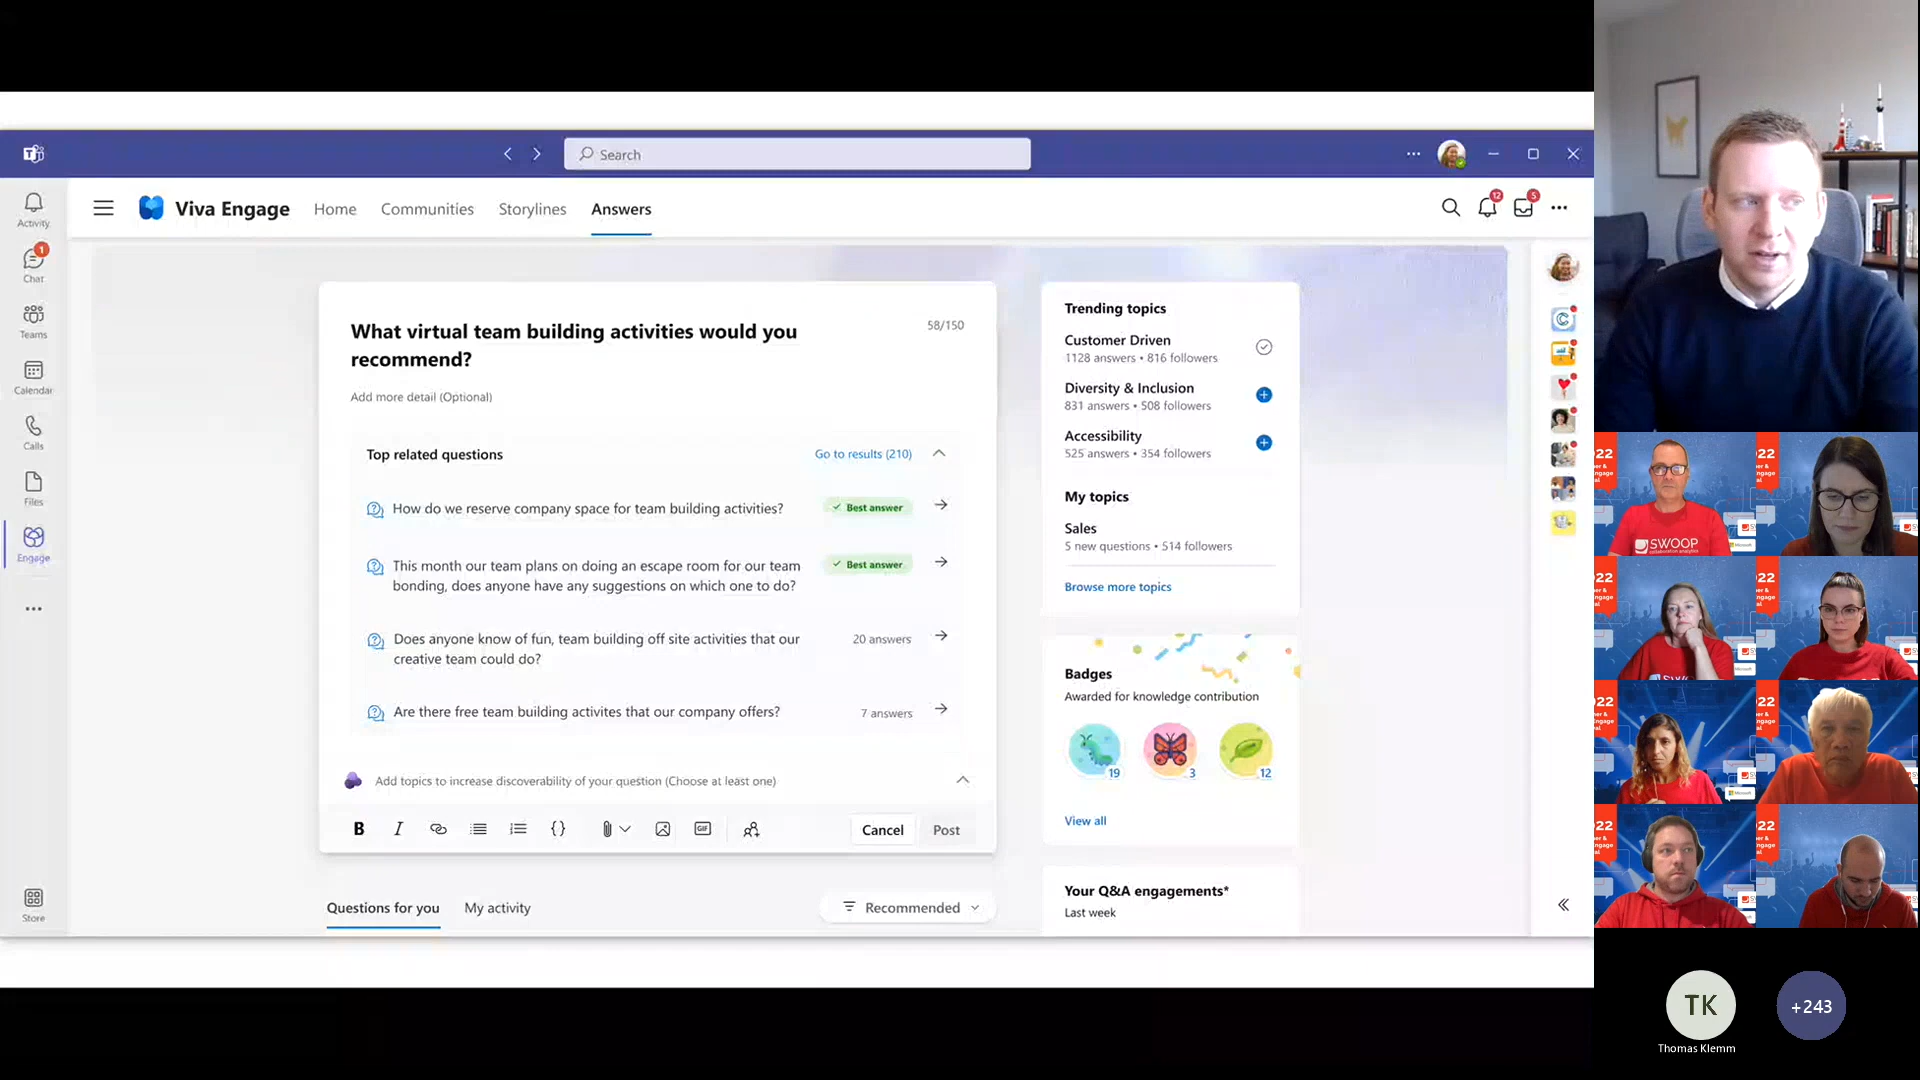 Search
Activity
1
Chat
Teams
Calendar
Calls
Files
Engage
Store
Viva Engage
Home
Communities
Storylines
Answers
12
5
What virtual team building activities would you
recommend?
58/150
Add more detail (Optional)
Top related questions
Go to results (210)
How do we reserve company space for team building activities?
Best answer
This month our team plans on doing an escape room for our team
bonding, does anyone have any suggestions on which one to do?
Best answer
Does anyone know of fun, team building off site activities that our
creative team could do?
20 answers
Are there free team building activites that our company offers?
7 answers
Add topics to increase discoverability of your question (Choose at least one)
B
I
GIF
Cancel
Post
Questions for you
My activity
Recommended
Trending topics
Customer Driven
1128 answers • 816 followers
Diversity & Inclusion
831 answers • 508 followers
Accessibility
525 answers • 354 followers
My topics
Sales
5 new questions • 514 followers
Browse more topics
Badges
Awarded for knowledge contribution
19
3
12
View all
Your Q&A engagements*
Last week
SWOOP
TK
Thomas Klemm
+243